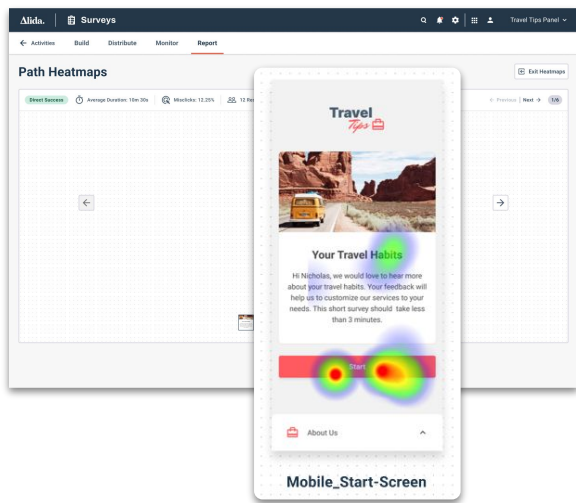 Alida.
Surveys
Travel Tips Panel
Activities
Build
Distribute
Monitor
Report
Path Heatmaps
Exit Heatmaps
Direct Success
Average Duration: 10m 30s
Misclicks: 12.25%
12 Res
Previous
Next
1/6
Travel
Tips
Your Travel Habits
Hi Nicholas, we would love to hear more
about your travel habits. Your feedback will
help us to customize our services to your
needs. This short survey should take less
than 3 minutes.
Start
About Us
Mobile_Start-Screen